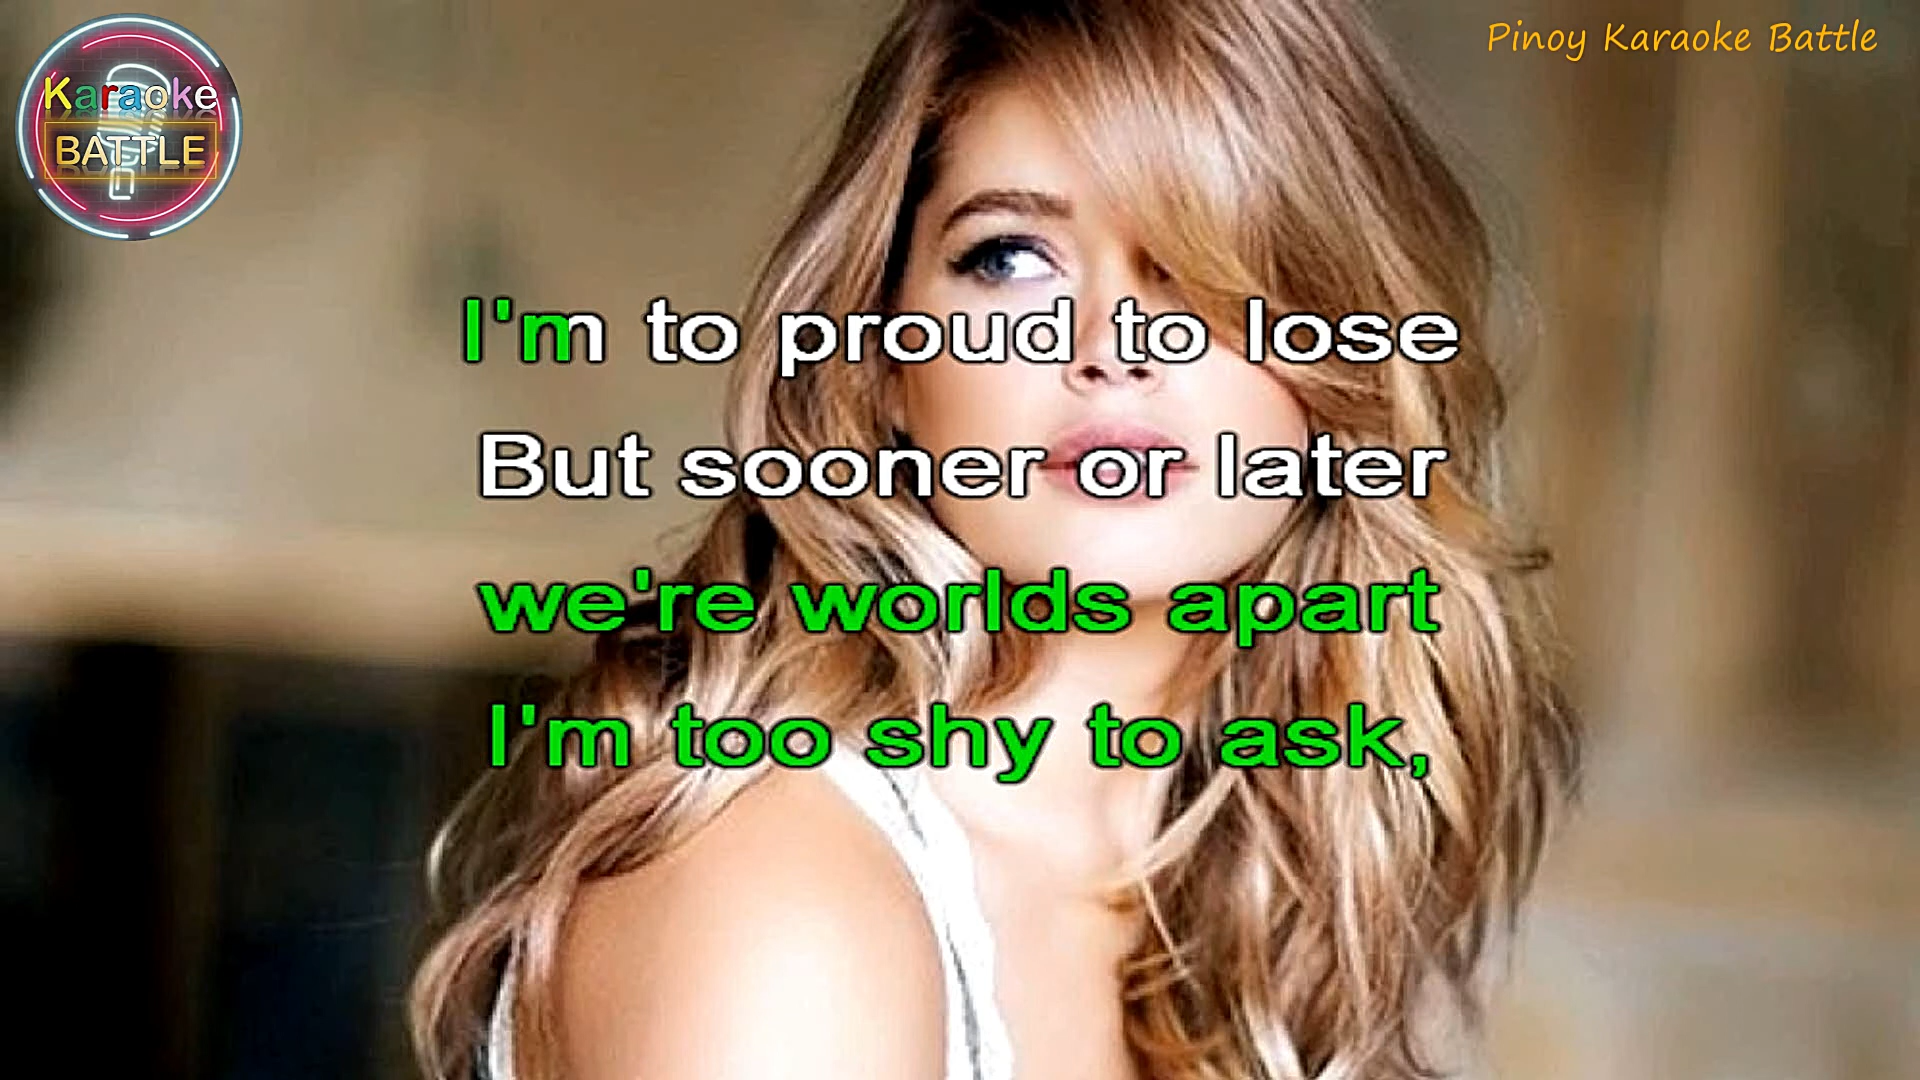 Karaoke
BATTLE
Pinoy Karaoke Battle
I'm to proud to lose
But sooner or later
we're worlds apart
I'm too shy to ask,